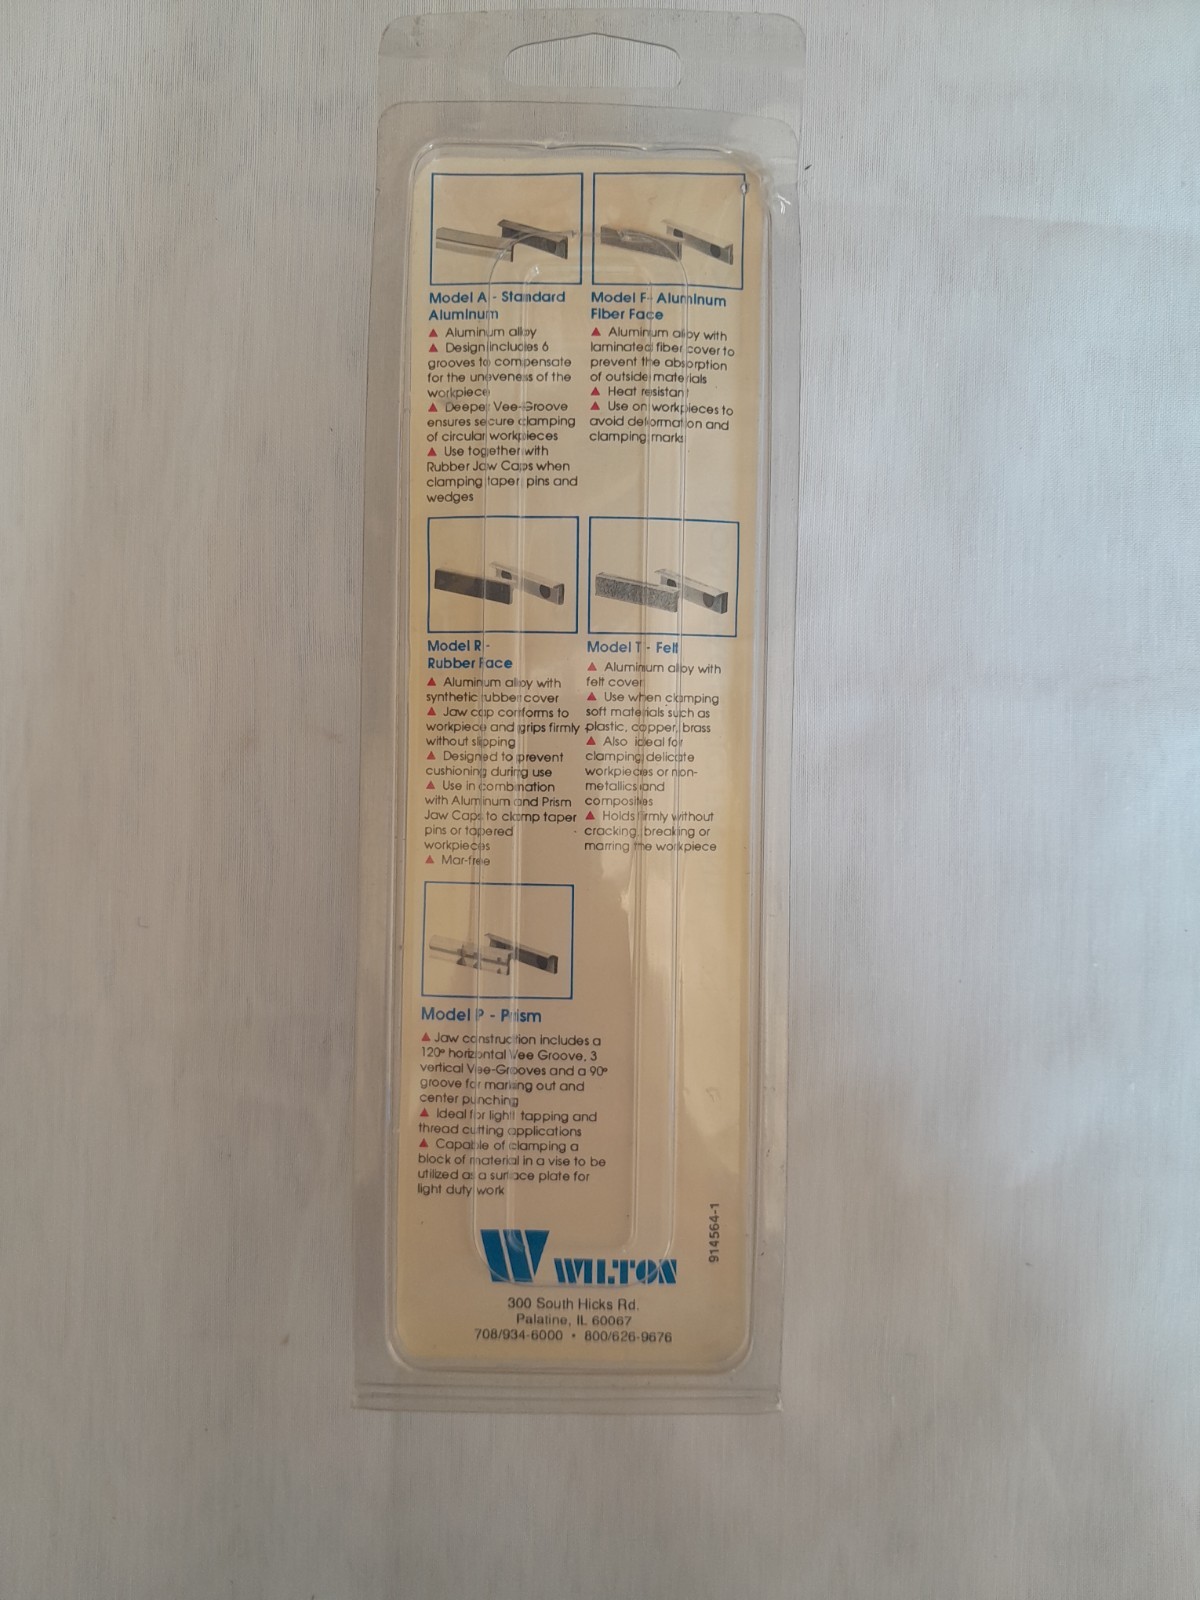 Model A - Standard
Aluminum
▲ Aluminum alloy
▲ Design includes 6
grooves to compensate
for the uneveness of the
workpiece
▲ Deeper Vee-Groove
ensures secure clamping
of circular workpieces
▲ Use together with
Rubber Jaw Caps when
clamping taper pins and
wedges
Model F- Aluminum
Fiber Face
▲ Aluminum alloy with
laminated fiber cover to
prevent the absorption
of outside materials
▲ Heat resistant
▲ Use on workpieces to
avoid deformation and
clamping marks
Model R -
Rubber Face
▲ Aluminum alloy with
synthetic rubber cover
▲ Jaw cap conforms to
workpiece and grips firmly
without slipping
▲ Designed to prevent
cushioning during use
▲ Use in combination
with Aluminum and Prism
Jaw Caps to clamp taper
pins or tapered
workpieces
▲ Mar-free
Model T - Felt
▲ Aluminum alloy with
felt cover
▲ Use when clamping
soft materials such as
plastic, copper, brass
▲ Also ideal for
clamping delicate
workpieces or non-
metallics and
composites
▲ Holds firmly without
cracking, breaking or
marring the workpiece
Model P - Prism
▲ Jaw construction includes a
120° horizontal Vee Groove, 3
vertical Vee-Grooves and a 90°
groove for marking out and
center punching
▲ Ideal for light tapping and
thread cutting applications
▲ Capable of clamping a
block of material in a vise to be
utilized as a surface plate for
light duty work
914564-1
W WILTON
300 South Hicks Rd.
Palatine, IL 60067
708/934-6000 • 800/626-9676